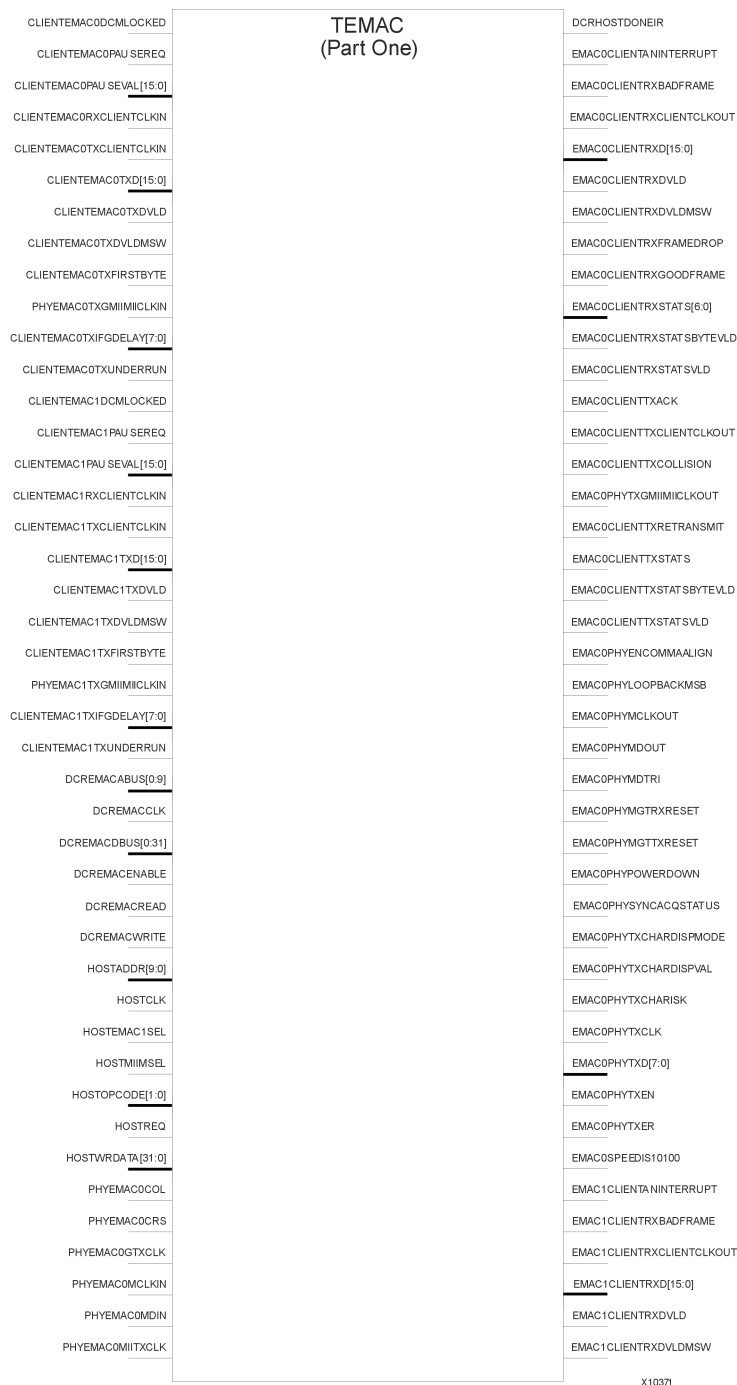 TEMAC
(Part One)
CLIENTEMAC0DCMLOCKED
CLIENTEMAC0PAUSEREQ
CLIENTEMAC0PAUSEVAL[15:0]
CLIENTEMAC0RXCLIENTCLKIN
CLIENTEMAC0TXCLIENTCLKIN
CLIENTEMAC0TXD[15:0]
CLIENTEMAC0TXDVLD
CLIENTEMAC0TXDVLDMSW
CLIENTEMAC0TXFIRSTBYTE
PHYEMAC0TXGMIIMIICLKIN
CLIENTEMAC0TXIFGDELAY[7:0]
CLIENTEMAC0TXUNDERRUN
CLIENTEMAC1DCMLOCKED
CLIENTEMAC1PAUSEREQ
CLIENTEMAC1PAUSEVAL[15:0]
CLIENTEMAC1RXCLIENTCLKIN
CLIENTEMAC1TXCLIENTCLKIN
CLIENTEMAC1TXD[15:0]
CLIENTEMAC1TXDVLD
CLIENTEMAC1TXDVLDMSW
CLIENTEMAC1TXFIRSTBYTE
PHYEMAC1TXGMIIMIICLKIN
CLIENTEMAC1TXIFGDELAY[7:0]
CLIENTEMAC1TXUNDERRUN
DCREMACABUS[0:9]
DCREMACCLK
DCREMACDBUS[0:31]
DCREMACENABLE
DCREMACREAD
DCREMACWRITE
HOSTADDR[9:0]
HOSTCLK
HOSTEMAC1SEL
HOSTMIIMSEL
HOSTOPCODE[1:0]
HOSTREQ
HOSTWRDATA[31:0]
PHYEMAC0COL
PHYEMAC0CRS
PHYEMAC0GTXCLK
PHYEMAC0MCLKIN
PHYEMAC0MDIN
PHYEMAC0MIITXCLK
DCRHOSTDONEIR
EMAC0CLIENTANINTERRUPT
EMAC0CLIENTRXBADFRAME
EMAC0CLIENTRXCLIENTCLKOUT
EMAC0CLIENTRXD[15:0]
EMAC0CLIENTRXDVLD
EMAC0CLIENTRXDVLDMSW
EMAC0CLIENTRXFRAMEDROP
EMAC0CLIENTRXGOODFRAME
EMAC0CLIENTRXSTATS[6:0]
EMAC0CLIENTRXSTATSBYTEVLD
EMAC0CLIENTRXSTATSVLD
EMAC0CLIENTTXACK
EMAC0CLIENTTXCLIENTCLKOUT
EMAC0CLIENTTXCOLLISION
EMAC0PHYTXGMIIMIICLKOUT
EMAC0CLIENTTXRETRANSMIT
EMAC0CLIENTTXSTATS
EMAC0CLIENTTXSTATSBYTEVLD
EMAC0CLIENTTXSTATSVLD
EMAC0PHYENCOMMAALIGN
EMAC0PHYLOOPBACKMSB
EMAC0PHYMCLKOUT
EMAC0PHYMDOUT
EMAC0PHYMDTRI
EMAC0PHYMGTRXRESET
EMAC0PHYMGTTXRESET
EMAC0PHYPOWERDOWN
EMAC0PHYSYNCACQSTATUS
EMAC0PHYTXCHARDISPMODE
EMAC0PHYTXCHARDISPVAL
EMAC0PHYTXCHARISK
EMAC0PHYTXCLK
EMAC0PHYTXD[7:0]
EMAC0PHYTXEN
EMAC0PHYTXER
EMAC0SPEEDIS10100
EMAC1CLIENTANINTERRUPT
EMAC1CLIENTRXBADFRAME
EMAC1CLIENTRXCLIENTCLKOUT
EMAC1CLIENTRXD[15:0]
EMAC1CLIENTRXDVLD
EMAC1CLIENTRXDVLDMSW
X10371